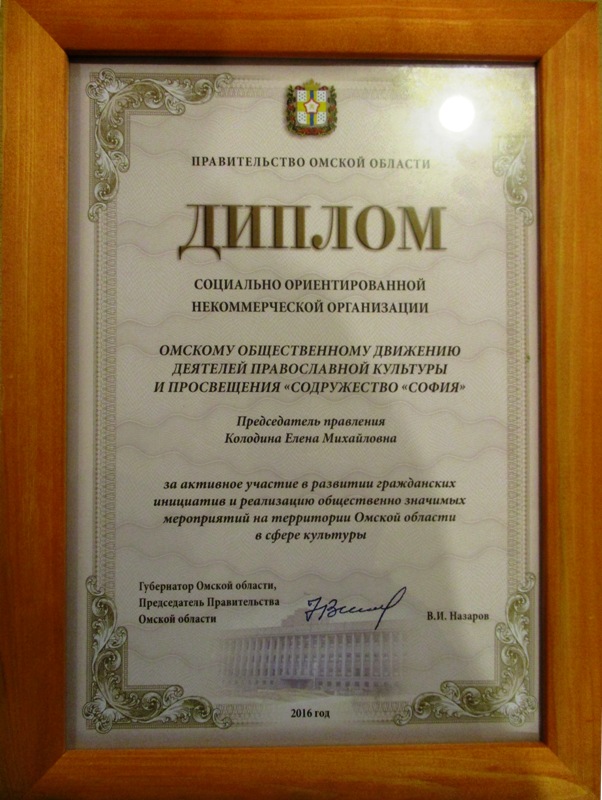 ПРАВИТЕЛЬСТВО ОМСКОЙ ОБЛАСТИ
ДИПЛОМ
СОЦИАЛЬНО ОРИЕНТИРОВАННОЙ
НЕКОММЕРЧЕСКОЙ ОРГАНИЗАЦИИ
ОМСКОМУ ОБЩЕСТВЕННОМУ ДВИЖЕНИЮ
ДЕЯТЕЛЕЙ ПРАВОСЛАВНОЙ КУЛЬТУРЫ
И ПРОСВЕЩЕНИЯ «СОДРУЖЕСТВО «СОФИЯ»
Председатель правления
Колодина Елена Михайловна
за активное участие в развитии гражданских
инициатив и реализацию общественно значимых
мероприятий на территории Омской области
в сфере культуры
Губернатор Омской области,
Председатель Правительства
Омской области
В.И. Назаров
2016 год